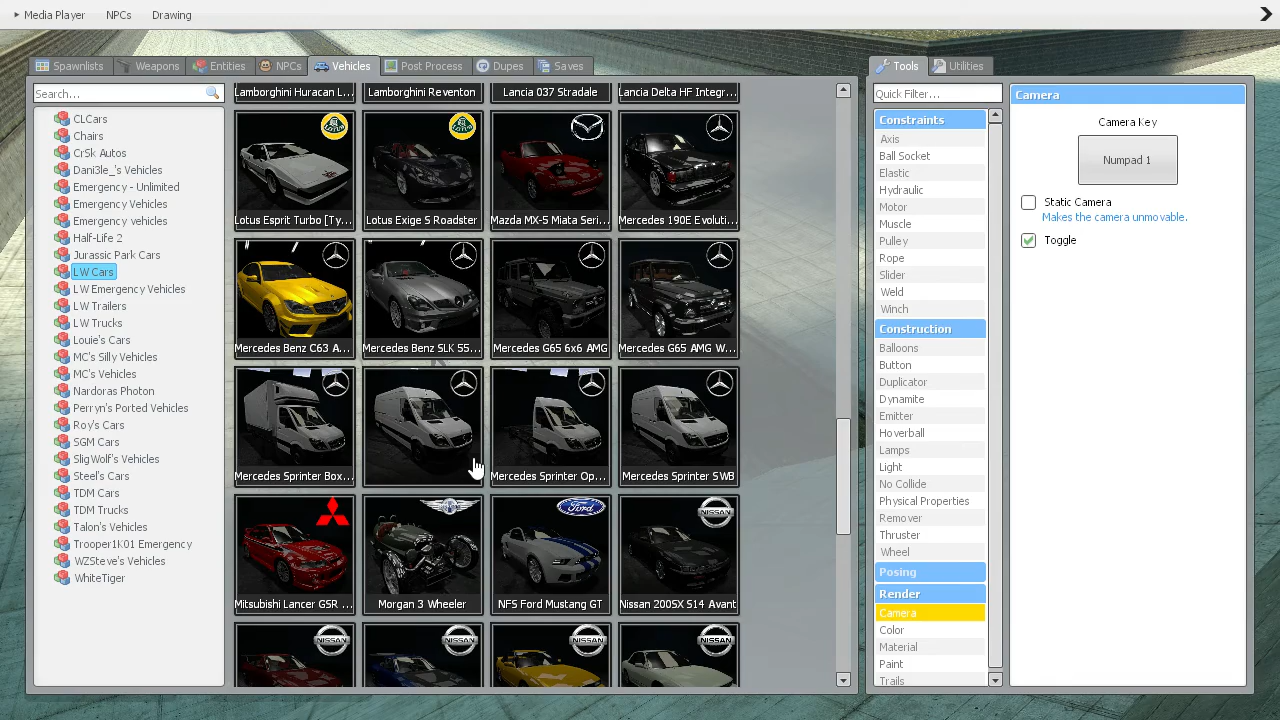 Media Player
NPCs
Drawing
Spawnlists
Weapons
Entities
NPCs
Vehicles
Post Process
Dupes
Saves
Tools
Utilities
Search...
CLCars
Chairs
CrSk Autos
Dani3le_'s Vehicles
Emergency - Unlimited
Emergency Vehicles
Emergency vehicles
Half-Life 2
Jurassic Park Cars
LW Cars
LW Emergency Vehicles
LW Trailers
LW Trucks
Louie's Cars
MC's Silly Vehicles
MC's Vehicles
Nardoras Photon
Perryn's Ported Vehicles
Roy's Cars
SGM Cars
SligWolf's Vehicles
Steel's Cars
TDM Cars
TDM Trucks
Talon's Vehicles
Trooper1K01 Emergency
WZSteve's Vehicles
WhiteTiger
Lamborghini Huracan L...
Lamborghini Reventon
Lancia 037 Stradale
Lancia Delta HF Integr...
Lotus Esprit Turbo [Ty...
Lotus Exige S Roadster
Mazda MX-5 Miata Seri...
Mercedes 190E Evoluti...
Mercedes Benz C63 A...
Mercedes Benz SLK 55...
Mercedes G65 6x6 AMG
Mercedes G65 AMG W...
Mercedes Sprinter Box...
Mercedes Sprinter Op...
Mercedes Sprinter SWB
Ford
NISSAN
Mitsubishi Lancer GSR ...
Morgan 3 Wheeler
NFS Ford Mustang GT
Nissan 200SX S14 Avant
NISSAN
NISSAN
NISSAN
NISSAN
Quick Filter...
Constraints
Axis
Ball Socket
Elastic
Hydraulic
Motor
Muscle
Pulley
Rope
Slider
Weld
Winch
Construction
Balloons
Button
Duplicator
Dynamite
Emitter
Hoverball
Lamps
Light
No Collide
Physical Properties
Remover
Thruster
Wheel
Posing
Render
Camera
Color
Material
Paint
Trails
Camera
Camera Key
Numpad 1
Static Camera
Makes the camera unmovable.
Toggle